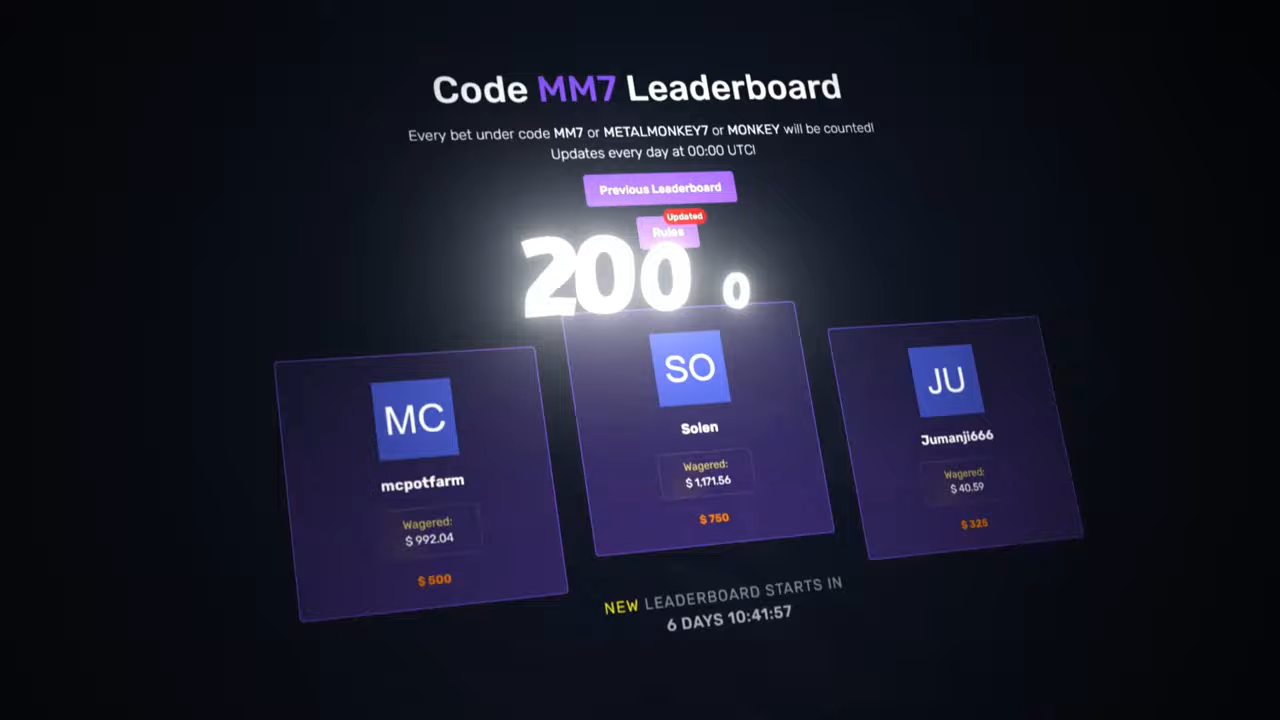 Code MM7 Leaderboard
Every bet under code MM7 or METALMONKEY7 or MONKEY will be counted!
Updates every day at 00:00 UTC!
Previous Leaderboard
Updated
Rules
2000
MC
mcpotfarm
Wagered:
$ 992.04
$ 500
SO
Solen
Wagered:
$ 1,171.56
$ 750
JU
Jumanji666
Wagered:
$ 40.59
$ 325
NEW LEADERBOARD STARTS IN
6 DAYS 10:41:57